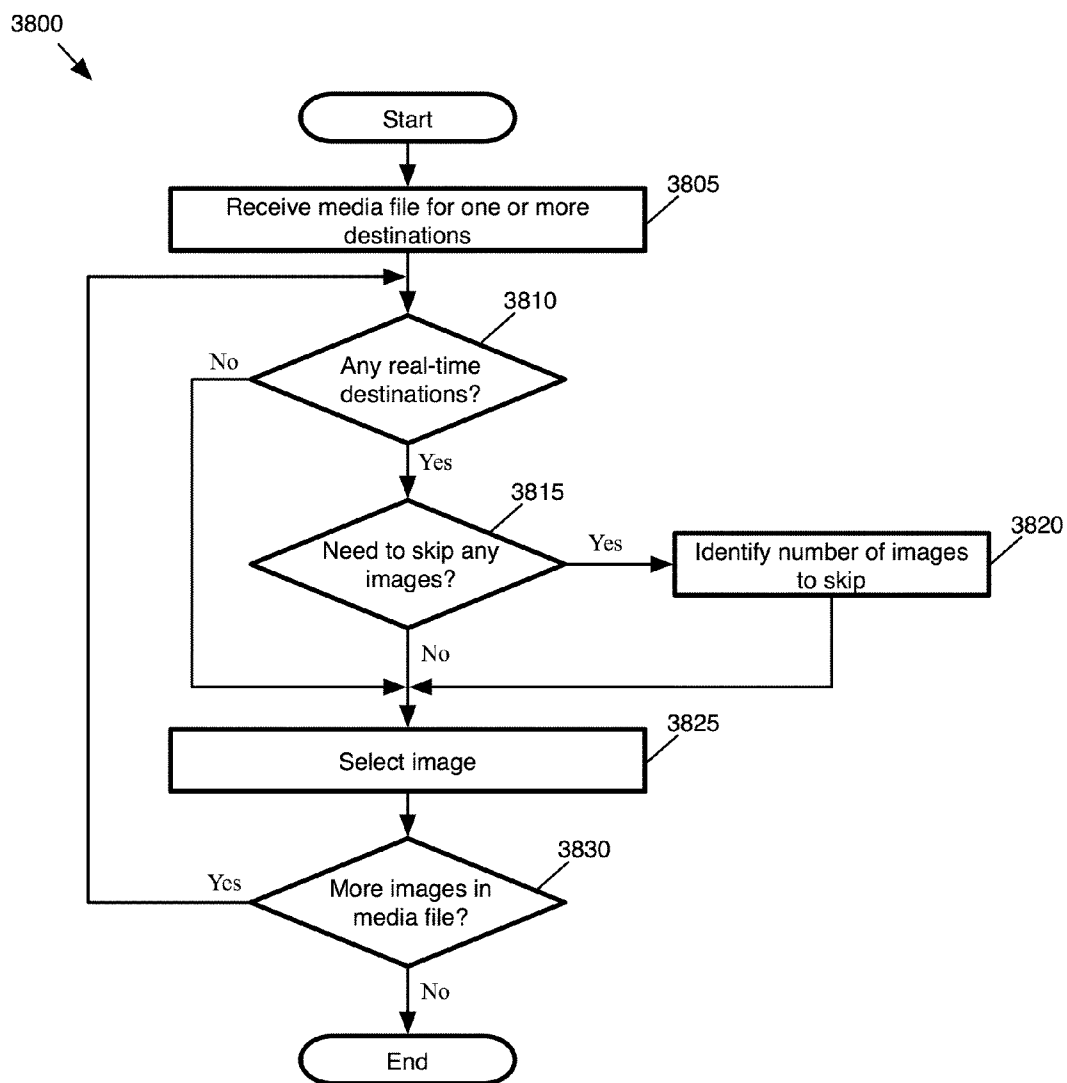 3800
Start
3805
Receive media file for one or more
destinations
3810
No
Any real-time
destinations?
Yes
3815
Need to skip any
images?
Yes
3820
Identify number of images
to skip
No
3825
Select image
3830
Yes
More images in
media file?
No
End